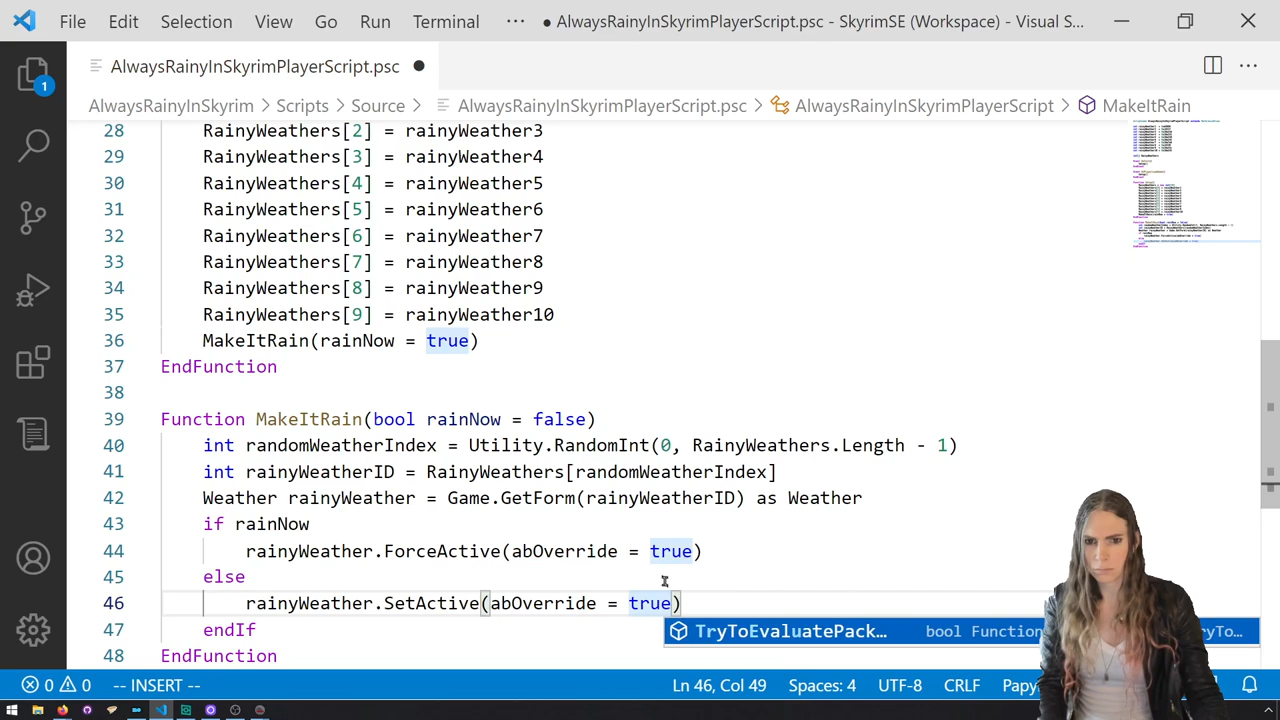 File Edit Selection View Go Run Terminal ··· ● AlwaysRainyInSkyrimPlayerScript.psc - SkyrimSE (Workspace) - Visual S...
AlwaysRainyInSkyrimPlayerScript.psc ●
AlwaysRainyInSkyrim > Scripts > Source > AlwaysRainyInSkyrimPlayerScript.psc > AlwaysRainyInSkyrimPlayerScript > MakeItRain
1
28 RainyWeathers[2] = rainyWeather3
29 RainyWeathers[3] = rainyWeather4
30 RainyWeathers[4] = rainyWeather5
31 RainyWeathers[5] = rainyWeather6
32 RainyWeathers[6] = rainyWeather7
33 RainyWeathers[7] = rainyWeather8
34 RainyWeathers[8] = rainyWeather9
35 RainyWeathers[9] = rainyWeather10
36 MakeItRain(rainNow = true)
37 EndFunction
38
39 Function MakeItRain(bool rainNow = false)
40 int randomWeatherIndex = Utility.RandomInt(0, RainyWeathers.Length - 1)
41 int rainyWeatherID = RainyWeathers[randomWeatherIndex]
42 Weather rainyWeather = Game.GetForm(rainyWeatherID) as Weather
43 if rainNow
44 rainyWeather.ForceActive(abOverride = true)
45 else
46 rainyWeather.SetActive(abOverride = true)
47 endIf
TryToEvaluatePack... bool Function
48 EndFunction
0 0 -- INSERT -- Ln 46, Col 49 Spaces: 4 UTF-8 CRLF